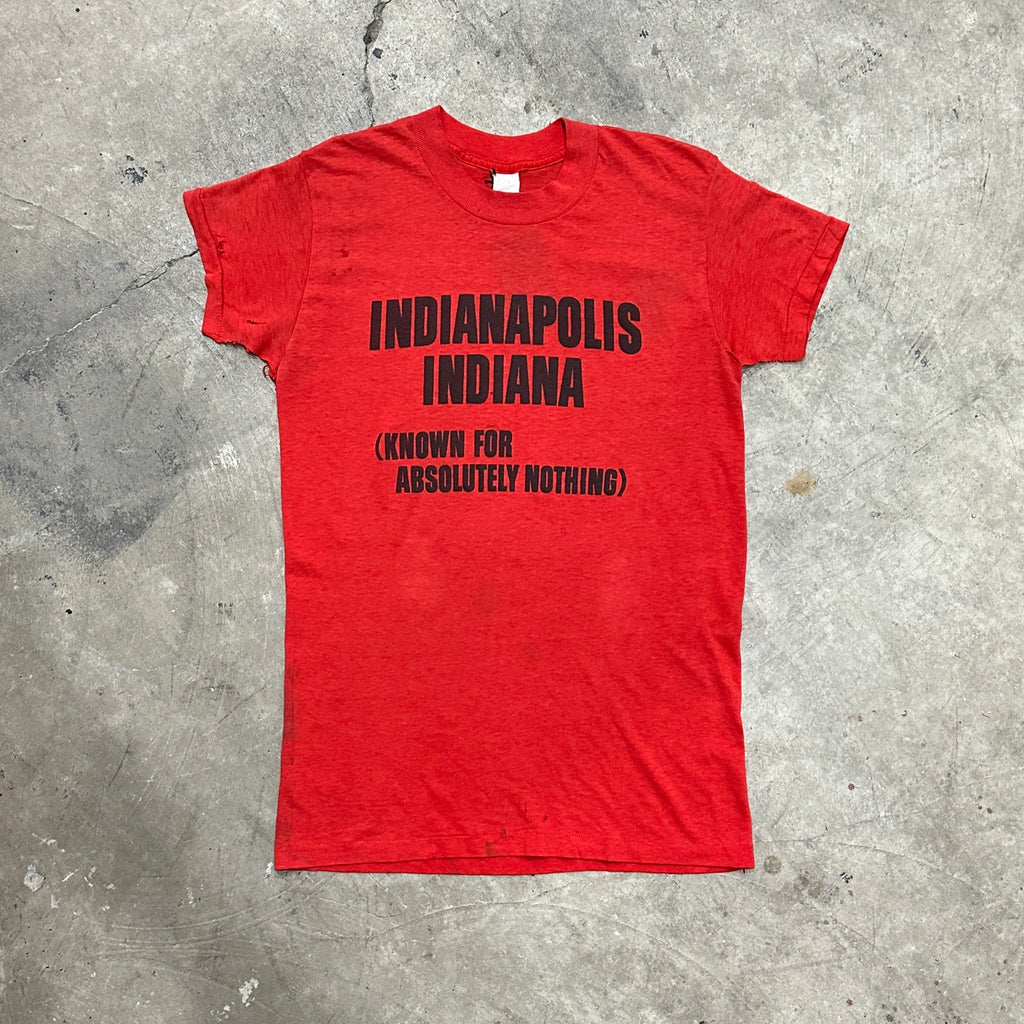 INDIANAPOLIS
INDIANA
(KNOWN FOR
ABSOLUTELY NOTHING)